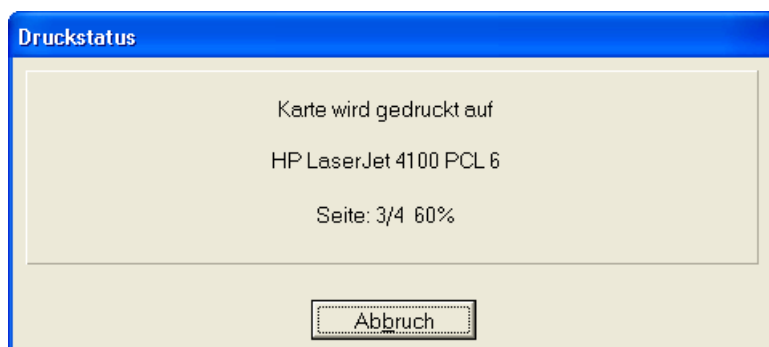 Druckstatus
Karte wird gedruckt auf
HP LaserJet 4100 PCL 6
Seite: 3/4 60%
Abbruch